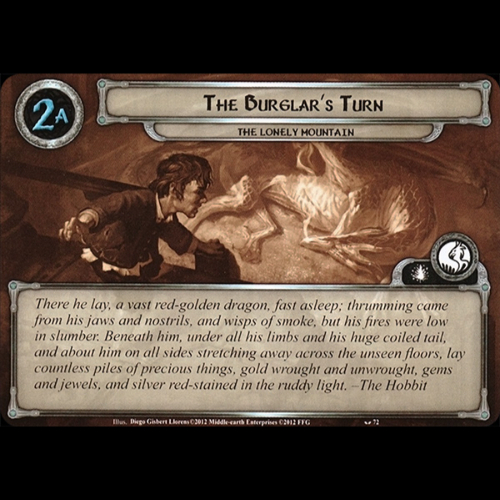 2A
THE BURGLAR'S TURN
THE LONELY MOUNTAIN
There he lay, a vast red-golden dragon, fast asleep; thrumming came
from his jaws and nostrils, and wisps of smoke, but his fires were low
in slumber. Beneath him, under all his limbs and his huge coiled tail,
and about him on all sides stretching away across the unseen floors, lay
countless piles of precious things, gold wrought and unwrought, gems
and jewels, and silver red-stained in the ruddy light. –The Hobbit
Illus. Diego Gisbert Llorens ©2012 Middle-earth Enterprises ©2012 FFG 72